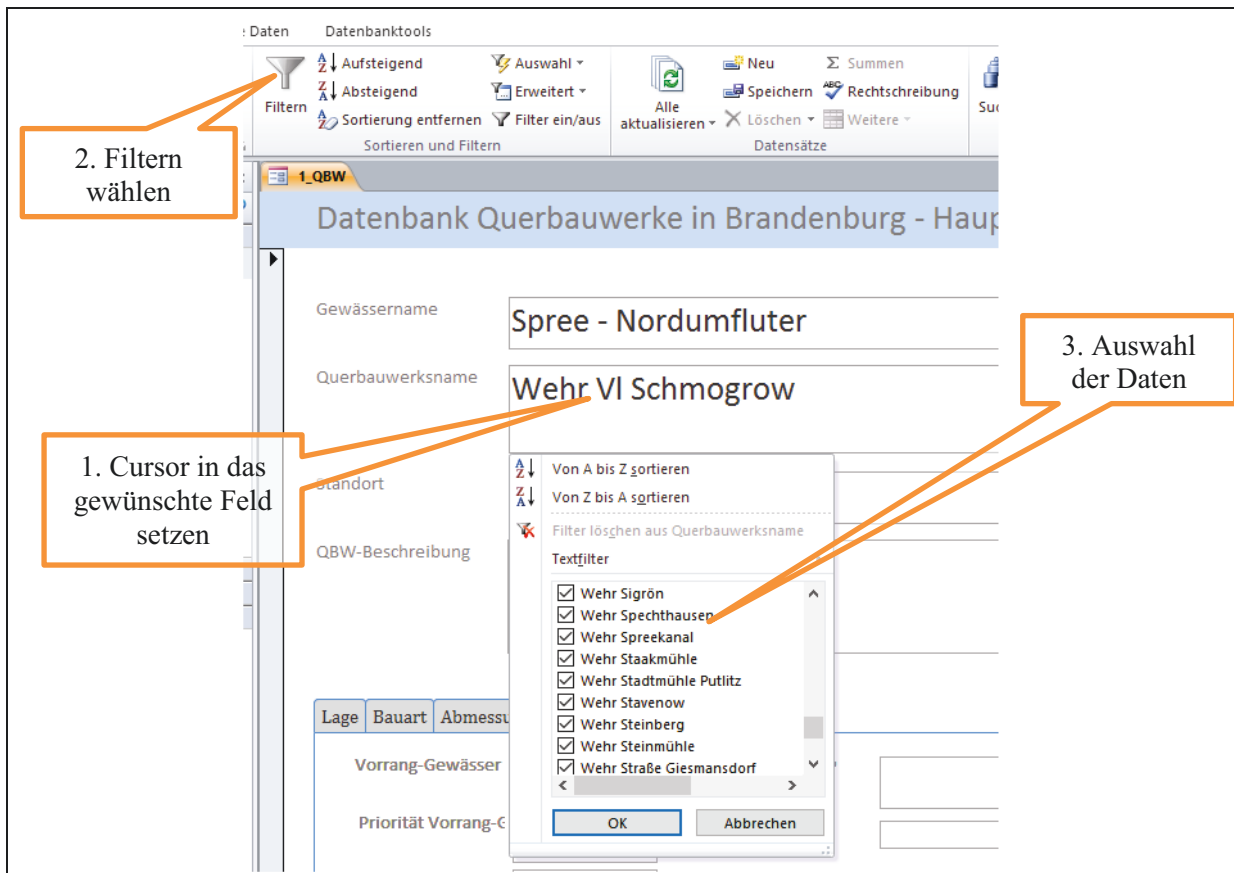 Daten Datenbanktools
Filtern
Aufsteigend
Absteigend
Sortierung entfernen
Auswahl
Erweitert
Filter ein/aus
Sortieren und Filtern
Alle
aktualisieren
Neu
Speichern
Löschen
Σ Summen
Rechtschreibung
Weitere
Datensätze
2. Filtern
wählen
1_QBW
Datenbank Querbauwerke in Brandenburg - Haup
Gewässername
Spree - Nordumfluter
Querbauwerksname
Wehr VI Schmogrow
3. Auswahl
der Daten
1. Cursor in das
gewünschte Feld
setzen
Standort
QBW-Beschreibung
Von A bis Z sortieren
Von Z bis A sortieren
Filter löschen aus Querbauwerksname
Textfilter
Wehr Sigrön
Wehr Spechthausen
Wehr Spreekanal
Wehr Staakmühle
Wehr Stadtmühle Putlitz
Wehr Stavenow
Wehr Steinberg
Wehr Steinmühle
Wehr Straße Giesmansdorf
OK Abbrechen
Lage Bauart Abmessu
Vorrang-Gewässer
Priorität Vorrang-G